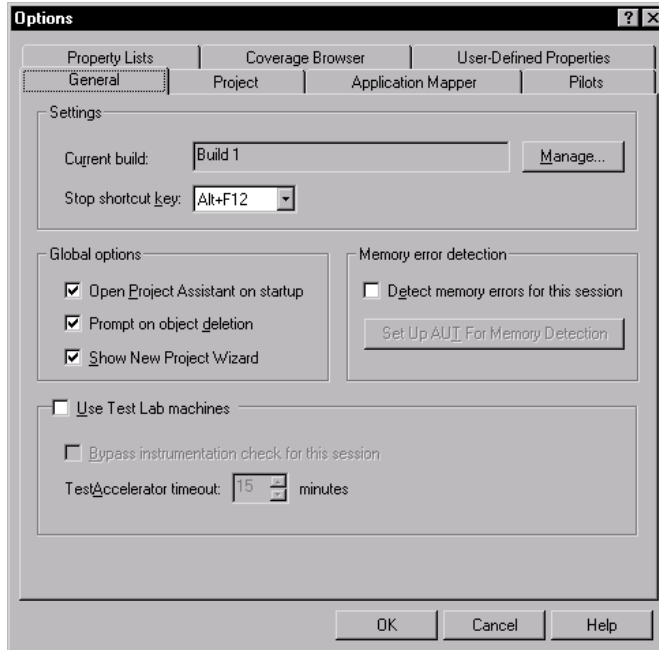 Options
Property Lists
Coverage Browser
User-Defined Properties
General
Project
Application Mapper
Pilots
Settings
Current build: Build 1 Manage...
Stop shortcut key: Alt+F12
Global options
Open Project Assistant on startup
Prompt on object deletion
Show New Project Wizard
Memory error detection
Detect memory errors for this session
Set Up AUT For Memory Detection
Use Test Lab machines
Bypass instrumentation check for this session
TestAccelerator timeout: 15 minutes
OK
Cancel
Help